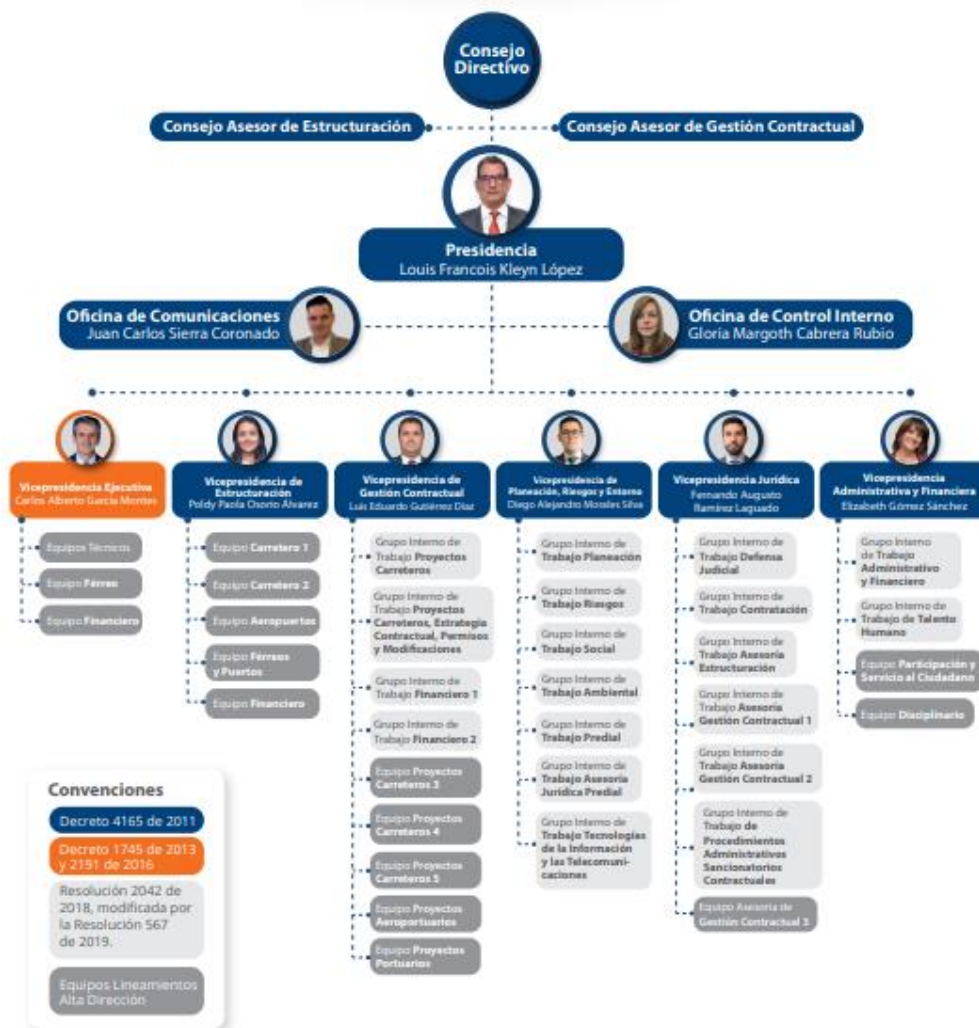 Consejo
Directivo
Consejo Asesor de Estructuración
Consejo Asesor de Gestión Contractual
Presidencia
Louis Francois Kleyn López
Oficina de Comunicaciones
Juan Carlos Sierra Coronado
Oficina de Control Interno
Gloria Margoth Cabrera Rubio
Vicepresidencia Ejecutiva
Carlos Alberto García Montes
Equipos Técnicos
Equipo Férreo
Equipo Financiero
Vicepresidencia de
Estructuración
Poldy Paola Osorio Álvarez
Equipo Carretero 1
Equipo Carretero 2
Equipo Aeropuertos
Equipo Férreos
y Puertos
Equipo Financiero
Vicepresidencia de
Gestión Contractual
Luis Eduardo Gutiérrez Díaz
Grupo Interno de
Trabajo Proyectos
Carreteros
Grupo Interno de
Trabajo Proyectos
Carreteros, Estrategia
Contractual, Permisos
y Modificaciones
Grupo Interno de
Trabajo Financiero 1
Grupo Interno de
Trabajo Financiero 2
Equipo Proyectos
Carreteros 3
Equipo Proyectos
Carreteros 4
Equipo Proyectos
Carreteros 5
Equipo Proyectos
Aeroportuarios
Equipo Proyectos
Portuarios
Vicepresidencia de
Planeación, Riesgos y Entorno
Diego Alejandro Morales Silva
Grupo Interno de
Trabajo Planeación
Grupo Interno de
Trabajo Riesgos
Grupo Interno de
Trabajo Social
Grupo Interno de
Trabajo Ambiental
Grupo Interno de
Trabajo Predial
Grupo Interno de
Trabajo Asesoría
Jurídica Predial
Grupo Interno de
Trabajo Tecnologías
de la Información
y las Telecomuni-
caciones
Vicepresidencia Jurídica
Fernando Augusto
Ramírez Laguado
Grupo Interno de
Trabajo Defensa
Judicial
Grupo Interno de
Trabajo Contratación
Grupo Interno de
Trabajo Asesoría
Estructuración
Grupo Interno de
Trabajo Asesoría
Gestión Contractual 1
Grupo Interno de
Trabajo Asesoría
Gestión Contractual 2
Grupo Interno de
Trabajo de
Procedimientos
Administrativos
Sancionatorios
Contractuales
Equipo Asesoría de
Gestión Contractual 3
Vicepresidencia
Administrativa y Financiera
Elizabeth Gómez Sánchez
Grupo Interno
de Trabajo
Administrativo
y Financiero
Grupo Interno de
Trabajo de Talento
Humano
Equipo Participación y
Servicio al Ciudadano
Equipo Disciplinario
Convenciones
Decreto 4165 de 2011
Decreto 1745 de 2013
y 2191 de 2016
Resolución 2042 de
2018, modificada por
la Resolución 567
de 2019.
Equipos Lineamientos
Alta Dirección